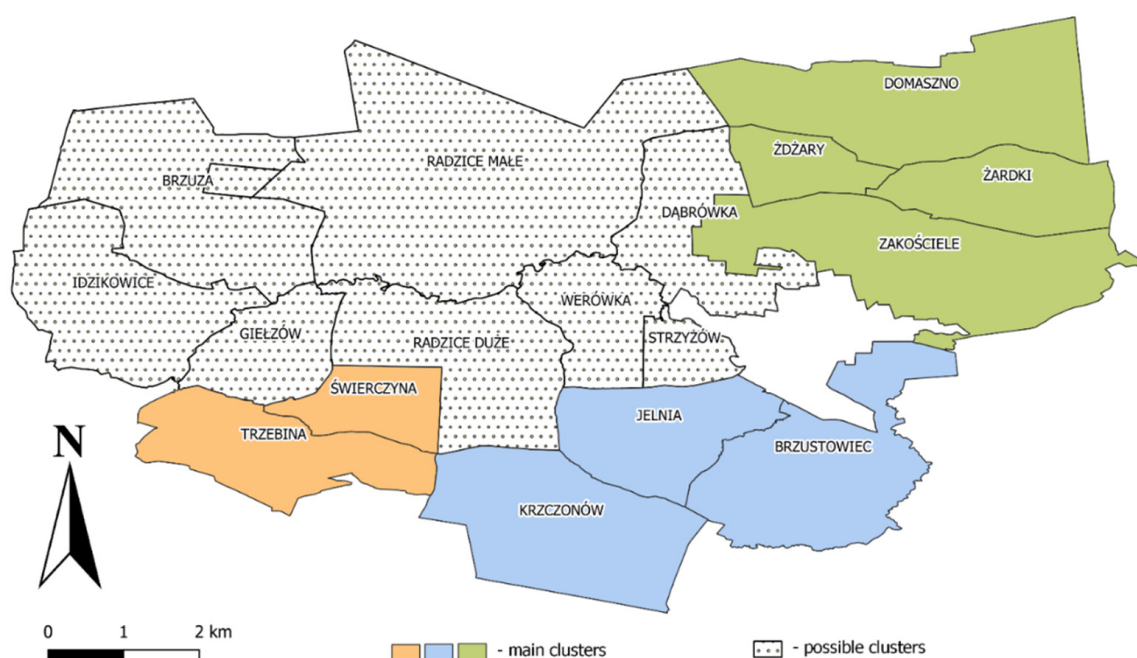 DOMASZNO
ŻDŻARY
RADZICE MAŁE
ŻARDKI
BRZUZA
DĄBRÓWKA
ZAKOŚCIELE
IDZIKOWICE
WERÓWKA
GIEŁZÓW
RADZICE DUŻE
STRZYŻÓW
ŚWIERCZYNA
JELNIA
TRZEBINA
BRZUSTOWIEC
N
KRZCZONÓW
0 1 2 km
- main clusters
- possible clusters